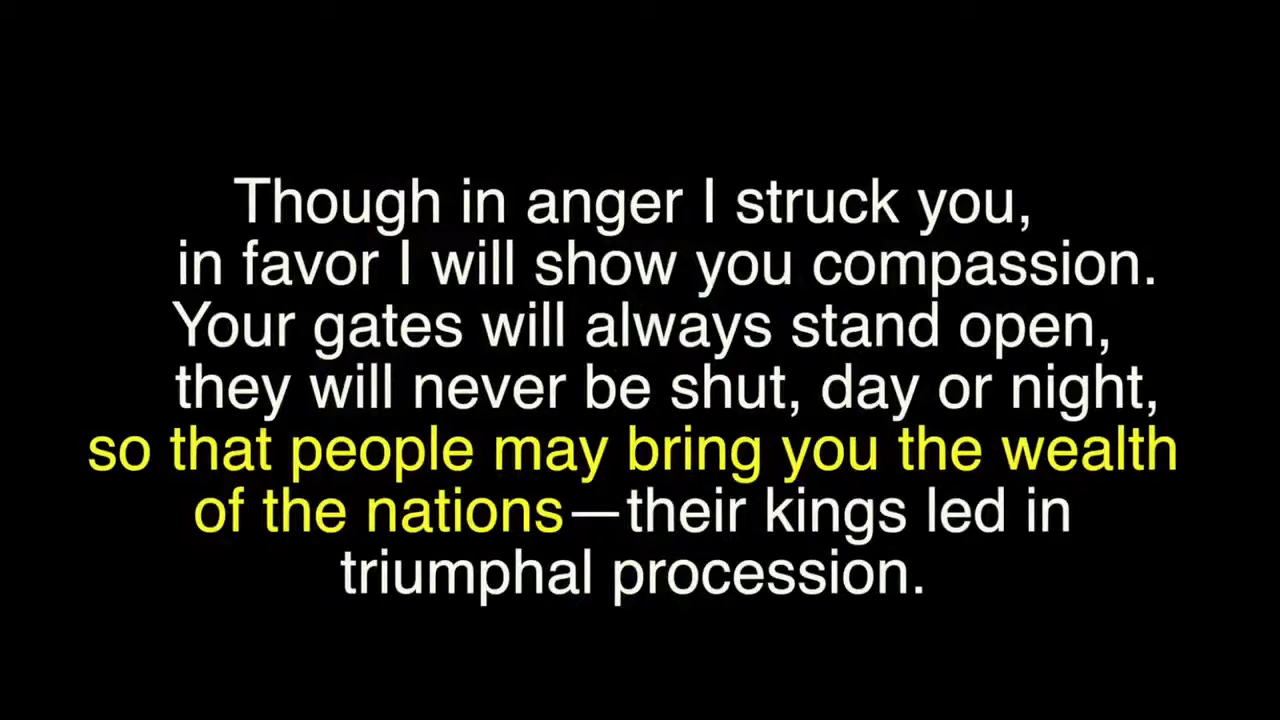 Though in anger I struck you,
in favor I will show you compassion.
Your gates will always stand open,
they will never be shut, day or night,
so that people may bring you the wealth
of the nations—their kings led in
triumphal procession.